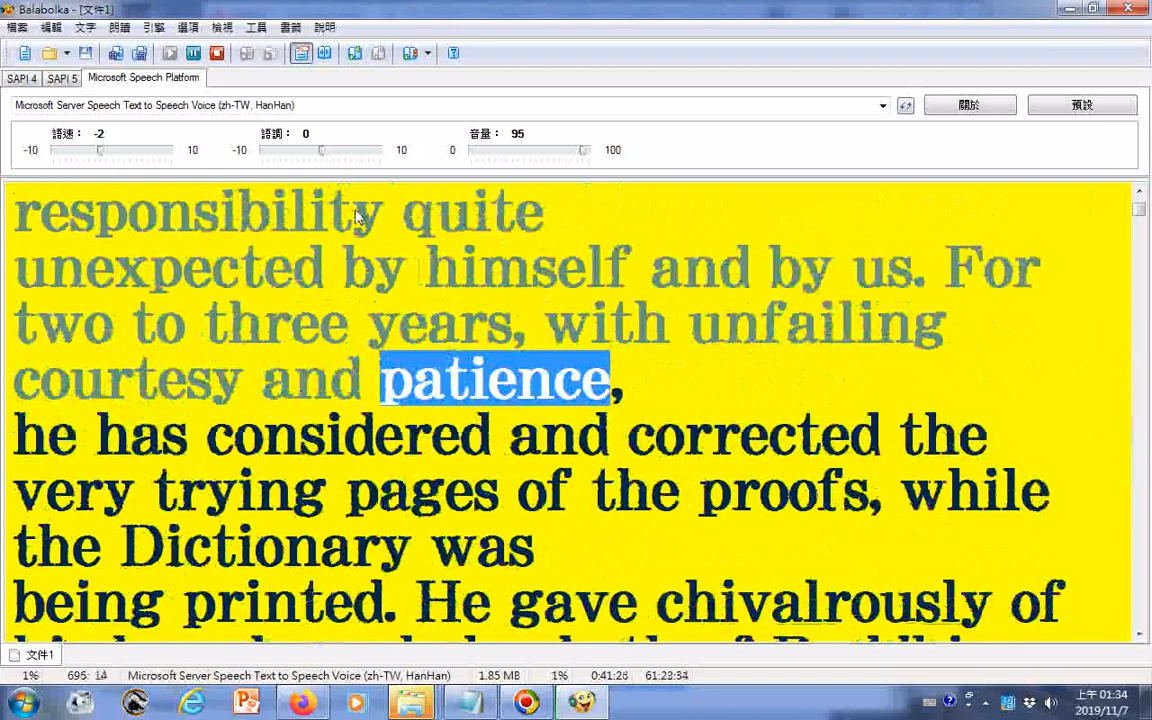 Balabolka - [文件1]
檔案 編輯 文字 朗讀 引擎 選項 檢視 工具 書籤 說明
SAPI 4 SAPI 5 Microsoft Speech Platform
Microsoft Server Speech Text to Speech Voice (zh-TW, HanHan) 關於 預設
語速： -2 語調： 0 音量： 95
-10 10 -10 10 0 100
responsibility quite
unexpected by himself and by us. For
two to three years, with unfailing
courtesy and patience,
he has considered and corrected the
very trying pages of the proofs, while
the Dictionary was
being printed. He gave chivalrously of
文件1
1% 695: 14 Microsoft Server Speech Text to Speech Voice (zh-TW, HanHan) 1.85 MB 1% 0:41:28 61:23:34
上午 01:34
2019/11/7